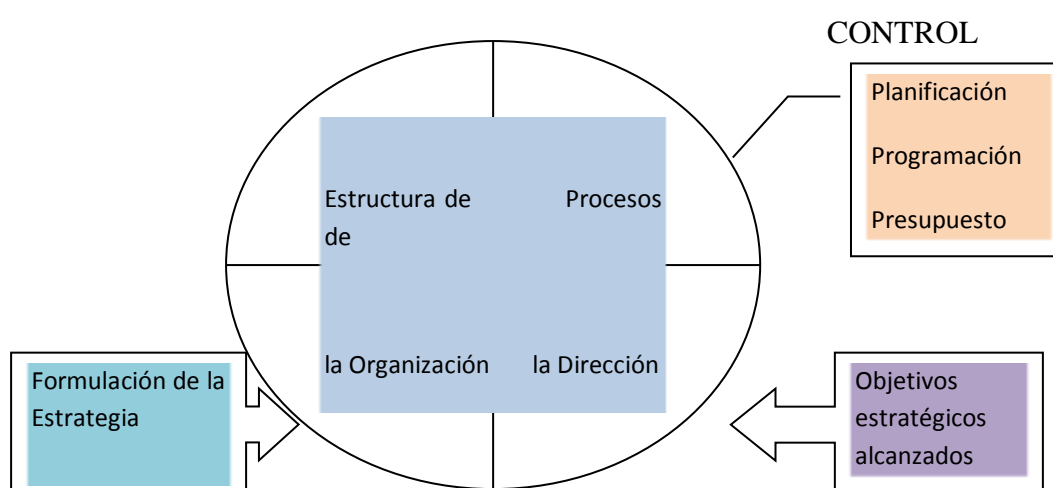 CONTROL
Planificación
Programación
Presupuesto
Estructura de Procesos
de
la Organización la Dirección
Formulación de la
Estrategia
Objetivos
estratégicos
alcanzados